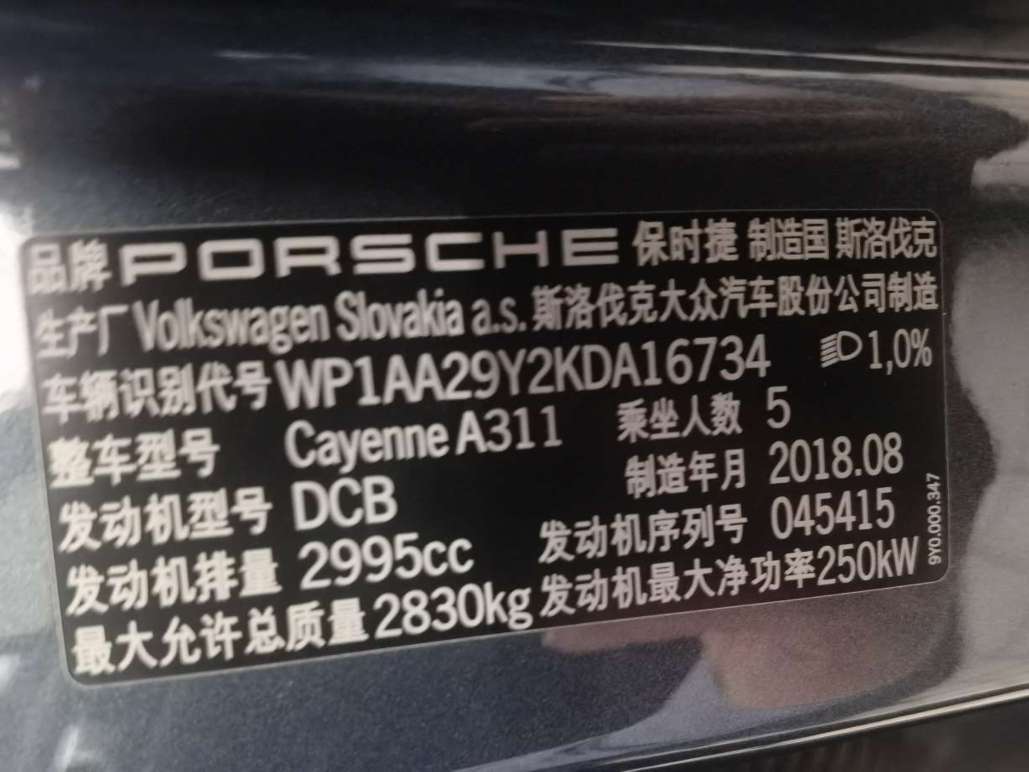 品牌 PORSCHE 保时捷 制造国 斯洛伐克
生产厂 Volkswagen Slovakia a.s. 斯洛伐克大众汽车股份公司制造
车辆识别代号 WP1AA29Y2KDA16734 1,0%
整车型号 Cayenne A311 乘坐人数 5
发动机型号 DCB 制造年月 2018.08
发动机排量 2995cc 发动机序列号 045415
最大允许总质量 2830kg 发动机最大净功率 250kW
9Y0.000.347